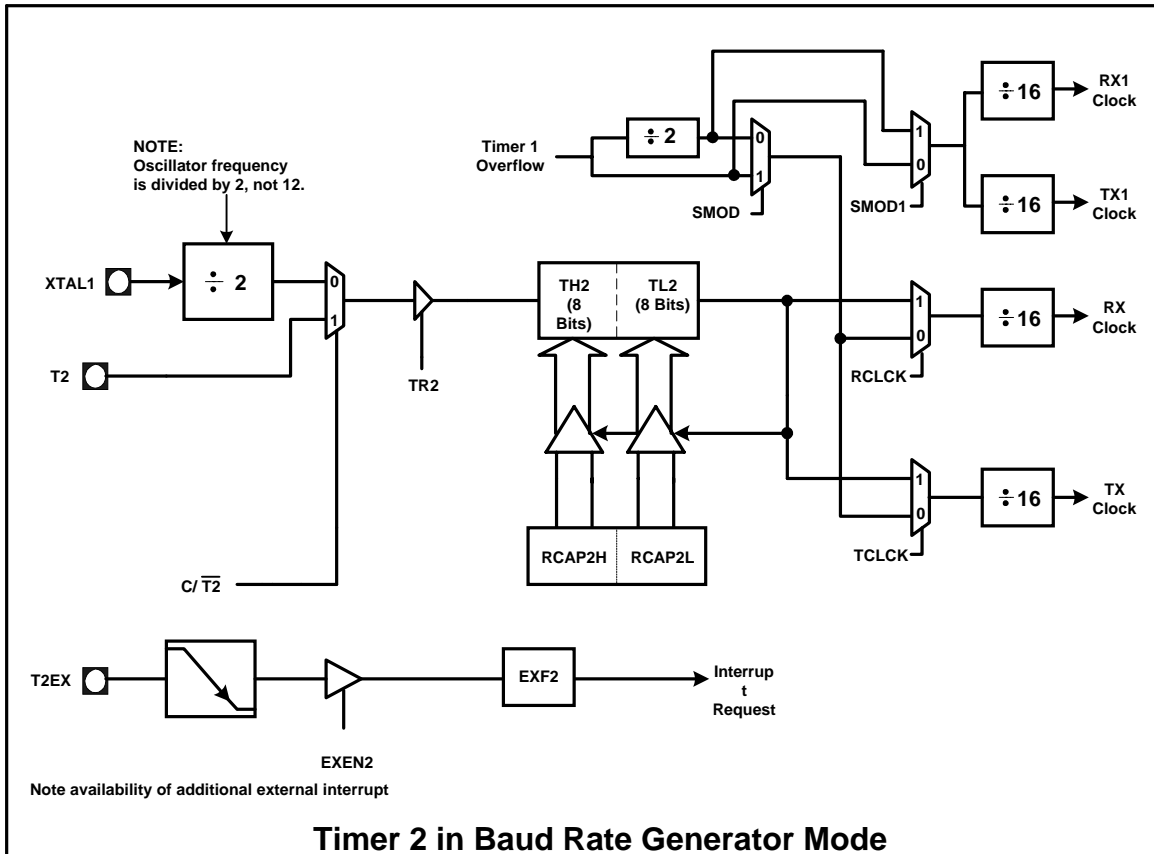 ÷ 16
RX1
Clock
Timer 1
Overflow
÷ 2
0
1
SMOD
1
0
SMOD1
÷ 16
TX1
Clock
NOTE:
Oscillator frequency
is divided by 2, not 12.
XTAL1
÷ 2
0
1
T2
TR2
C/ T2
TH2
(8
Bits)
TL2
(8 Bits)
RCAP2H
RCAP2L
1
0
RCLCK
÷ 16
RX
Clock
1
0
TCLCK
÷ 16
TX
Clock
T2EX
EXEN2
EXF2
Interrup
t
Request
Note availability of additional external interrupt
Timer 2 in Baud Rate Generator Mode